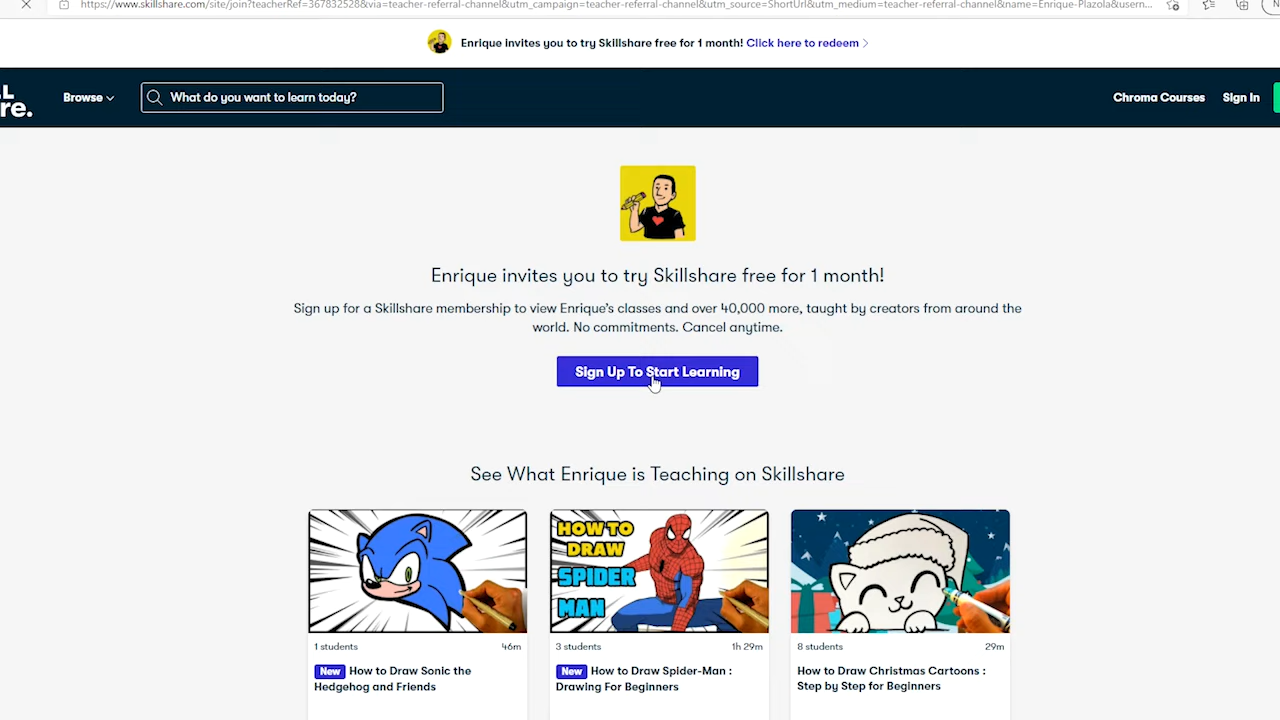 https://www.skillshare.com/site/join?teacherRef=367832528&via=teacher-referral-channel&utm_campaign=teacher-referral-channel&utm_source=ShortUrl&utm_medium=teacher-referral-channel&name=Enrique-Plazola&usern...
Enrique invites you to try Skillshare free for 1 month! Click here to redeem >
L
re.
Browse
What do you want to learn today?
Chroma Courses
Sign In
Enrique invites you to try Skillshare free for 1 month!
Sign up for a Skillshare membership to view Enrique's classes and over 40,000 more, taught by creators from around the
world. No commitments. Cancel anytime.
Sign Up To Start Learning
See What Enrique is Teaching on Skillshare
HOW TO
DRAW
SPIDER
MAN
1 students 46m
New How to Draw Sonic the
Hedgehog and Friends
3 students 1h 29m
New How to Draw Spider-Man :
Drawing For Beginners
8 students 29m
How to Draw Christmas Cartoons :
Step by Step for Beginners